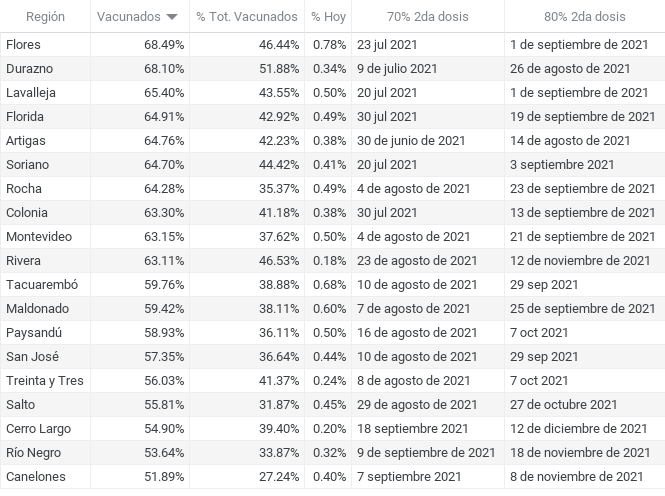 Región Vacunados % Tot. Vacunados % Hoy 70% 2da dosis 80% 2da dosis
Flores 68.49% 46.44% 0.78% 23 jul 2021 1 de septiembre de 2021
Durazno 68.10% 51.88% 0.34% 9 de julio 2021 26 de agosto de 2021
Lavalleja 65.40% 43.55% 0.50% 20 jul 2021 1 de septiembre de 2021
Florida 64.91% 42.92% 0.49% 30 jul 2021 19 de septiembre de 2021
Artigas 64.76% 42.23% 0.38% 30 de junio de 2021 14 de agosto de 2021
Soriano 64.70% 44.42% 0.41% 20 jul 2021 3 septiembre 2021
Rocha 64.28% 35.37% 0.49% 4 de agosto de 2021 23 de septiembre de 2021
Colonia 63.30% 41.18% 0.38% 30 jul 2021 13 de septiembre de 2021
Montevideo 63.15% 37.62% 0.50% 4 de agosto de 2021 21 de septiembre de 2021
Rivera 63.11% 46.53% 0.18% 23 de agosto de 2021 12 de noviembre de 2021
Tacuarembó 59.76% 38.88% 0.68% 10 de agosto de 2021 29 sep 2021
Maldonado 59.42% 38.11% 0.60% 7 de agosto de 2021 25 de septiembre de 2021
Paysandú 58.93% 36.11% 0.50% 16 de agosto de 2021 7 oct 2021
San José 57.35% 36.64% 0.44% 10 de agosto de 2021 29 sep 2021
Treinta y Tres 56.03% 41.37% 0.24% 8 de agosto de 2021 7 oct 2021
Salto 55.81% 31.87% 0.45% 29 de agosto de 2021 27 de octubre de 2021
Cerro Largo 54.90% 39.40% 0.20% 18 septiembre 2021 12 de diciembre de 2021
Río Negro 53.64% 33.87% 0.32% 9 de septiembre de 2021 18 de noviembre de 2021
Canelones 51.89% 27.24% 0.40% 7 septiembre 2021 8 de noviembre de 2021